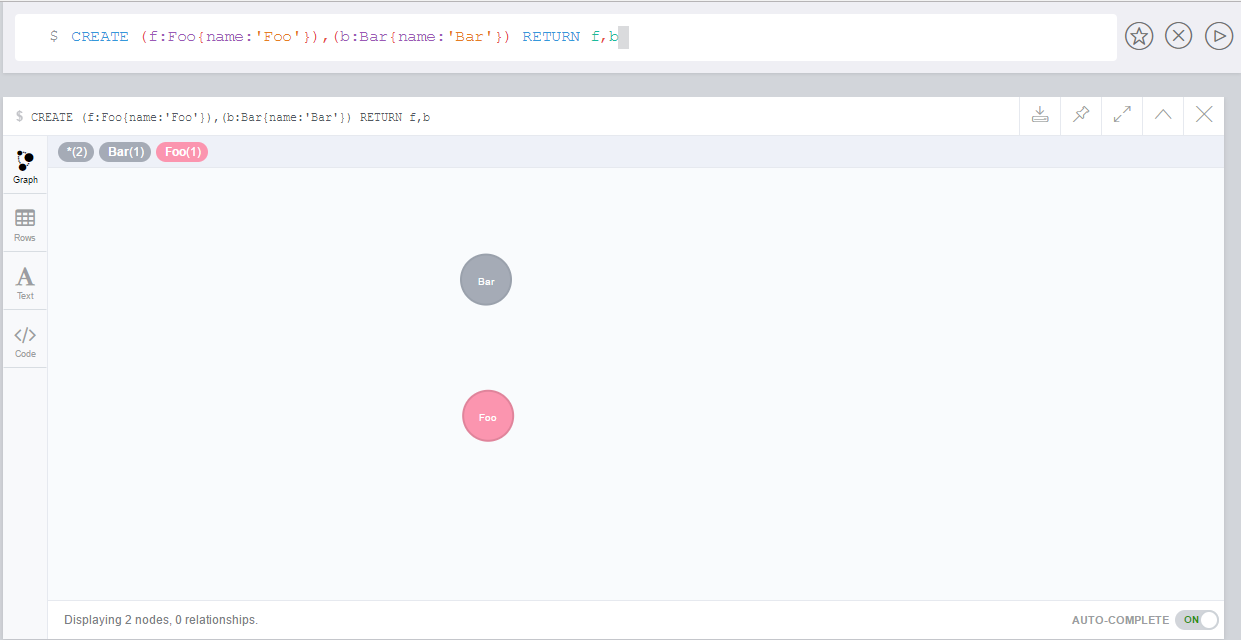 $ CREATE (f:Foo{name:'Foo'}),(b:Bar{name:'Bar'}) RETURN f,b
$ CREATE (f:Foo{name:'Foo'}),(b:Bar{name:'Bar'}) RETURN f,b
*(2) Bar(1) Foo(1)
Graph
Rows
A
Text
</> 
Code
Bar
Foo
Displaying 2 nodes, 0 relationships.
AUTO-COMPLETE ON